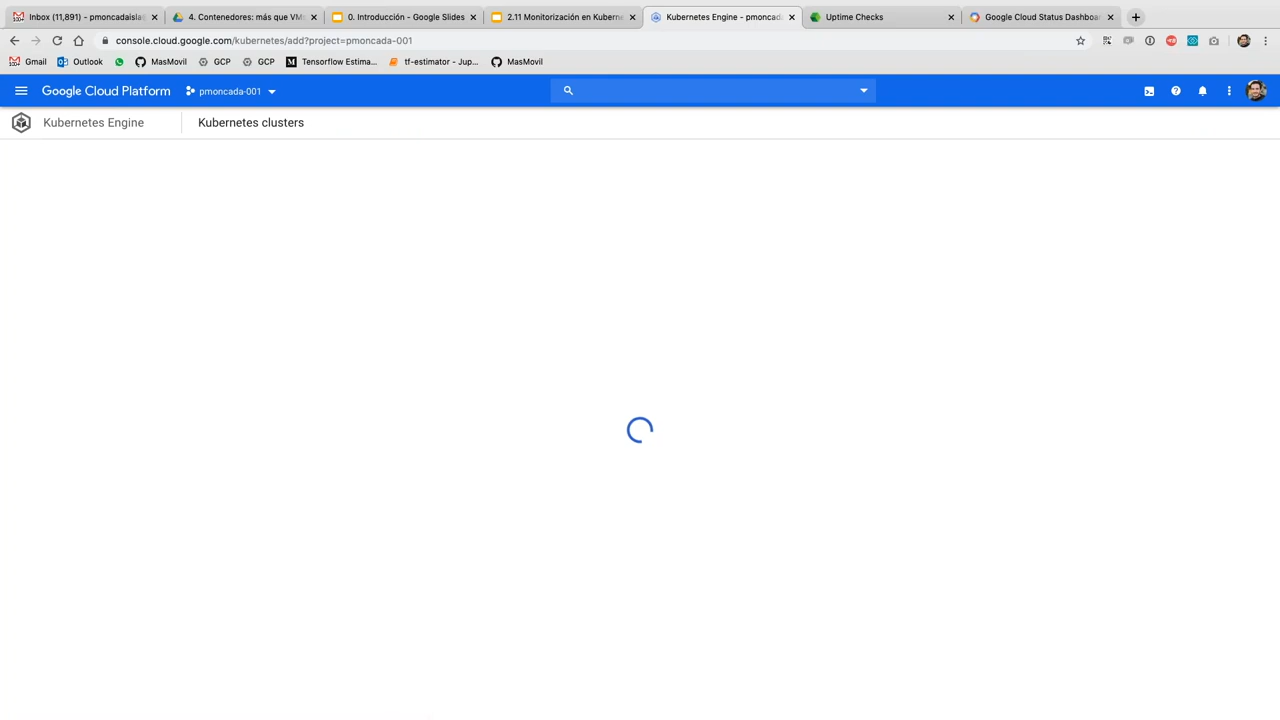 Inbox (11,891) - pmoncadaisla
4. Contenedores: más que VM
0. Introducción - Google Slides
2.11 Monitorización en Kuberne
Kubernetes Engine - pmoncad
Uptime Checks
Google Cloud Status Dashboa
console.cloud.google.com/kubernetes/add?project=pmoncada-001
Gmail
Outlook
MasMovil
GCP
GCP
Tensorflow Estima...
tf-estimator - Jup...
MasMovil
Google Cloud Platform
pmoncada-001
Kubernetes Engine
Kubernetes clusters